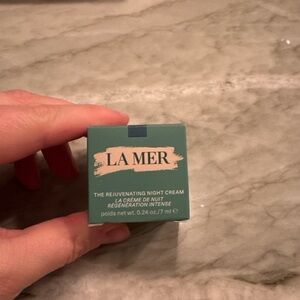 LA MER
THE REJUVENATING NIGHT CREAM
LA CRÈME DE NUIT
RÉGÉNÉRATION INTENSE
poids net wt. 0.24 oz./7 ml ℮